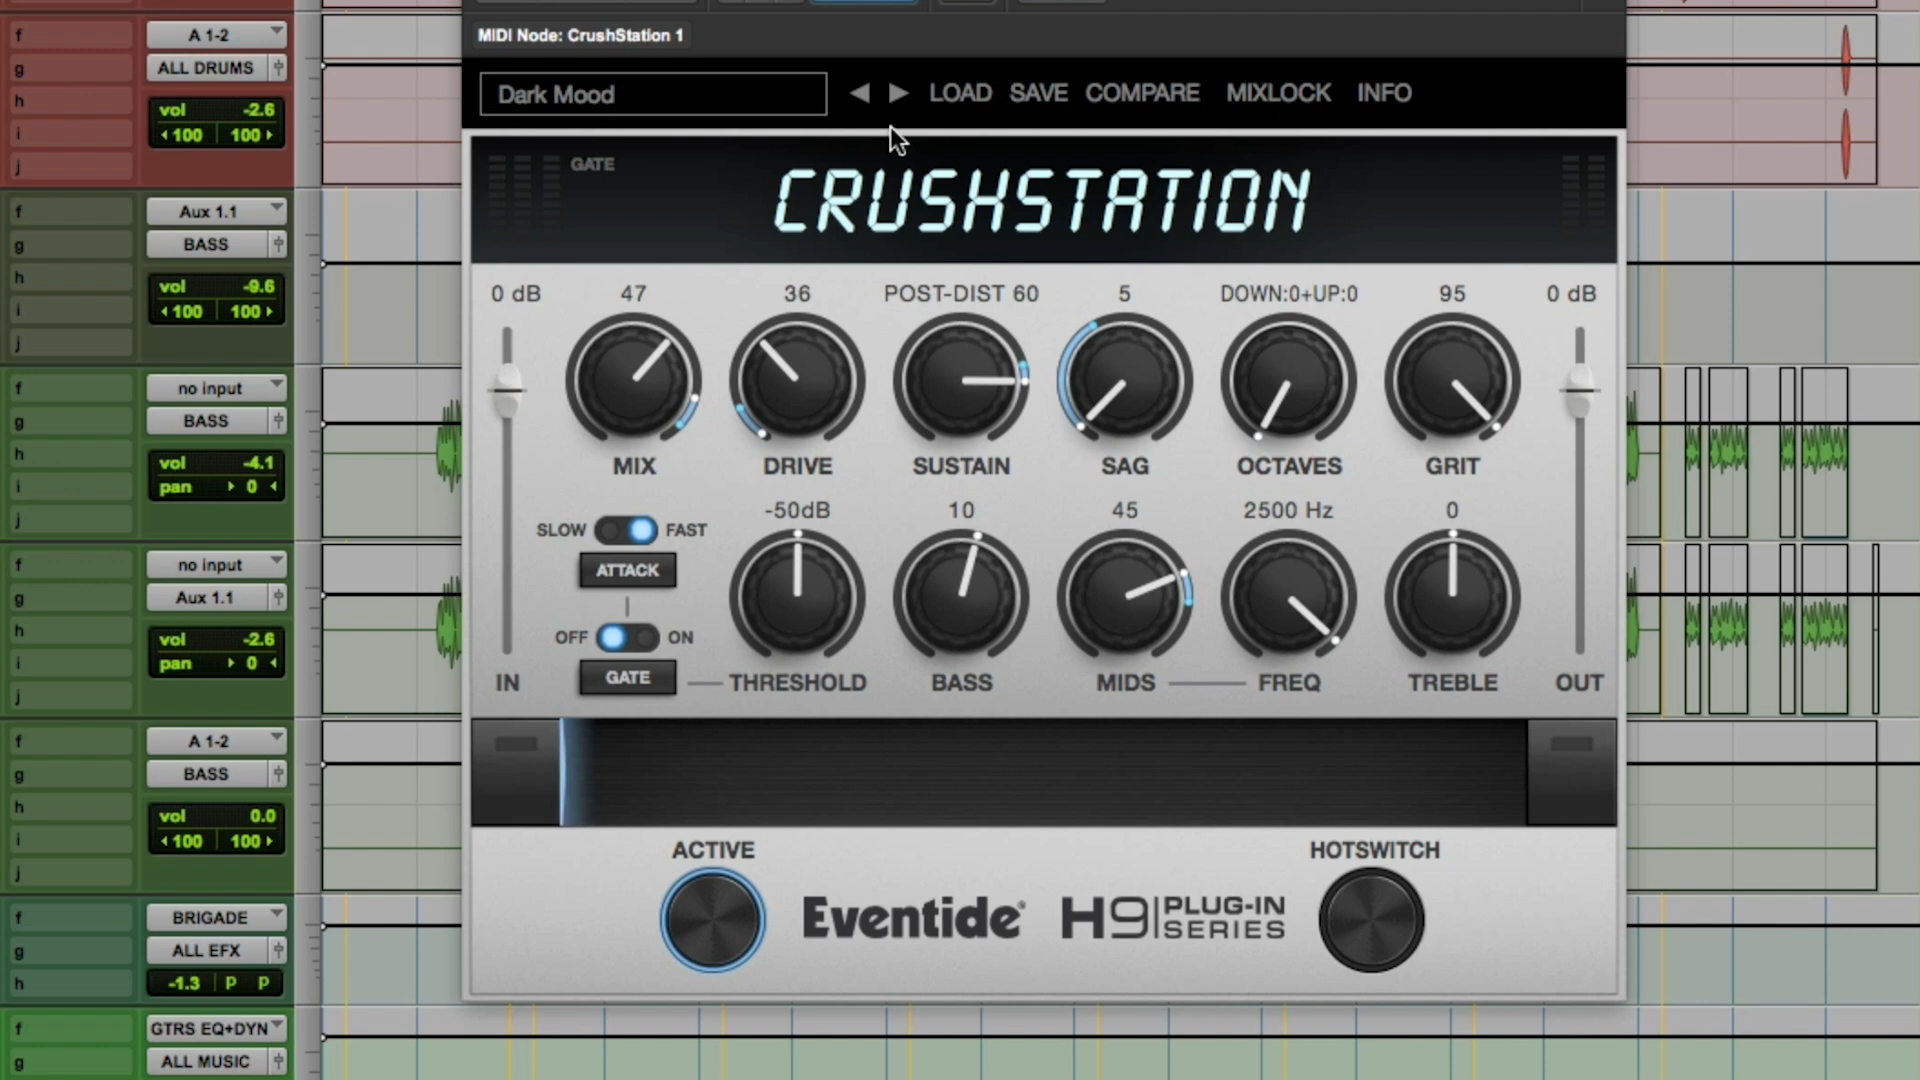 f A 1-2
g ALL DRUMS
h vol -2.6
i 100 100
j
f Aux 1.1
g BASS
h vol -9.6
i 100 100
j
f no input
g BASS
h vol -4.1
i pan 0
j
f no input
g Aux 1.1
h vol -2.6
i pan 0
j
f A 1-2
g BASS
h vol 0.0
i 100 100
j
f BRIGADE
g ALL EFX
h -1.3 P P
f GTRS EQ+DYN
g ALL MUSIC
MIDI Node: CrushStation 1
Dark Mood LOAD SAVE COMPARE MIXLOCK INFO
GATE
CRUSHSTATION
0 dB 47 36 POST-DIST 60 5 DOWN:0+UP:0 95 0 dB
MIX DRIVE SUSTAIN SAG OCTAVES GRIT
-50dB 10 45 2500 Hz 0
SLOW FAST
ATTACK
OFF ON
GATE
IN THRESHOLD BASS MIDS FREQ TREBLE OUT
ACTIVE HOTSWITCH
Eventide® H9 PLUG-IN
SERIES